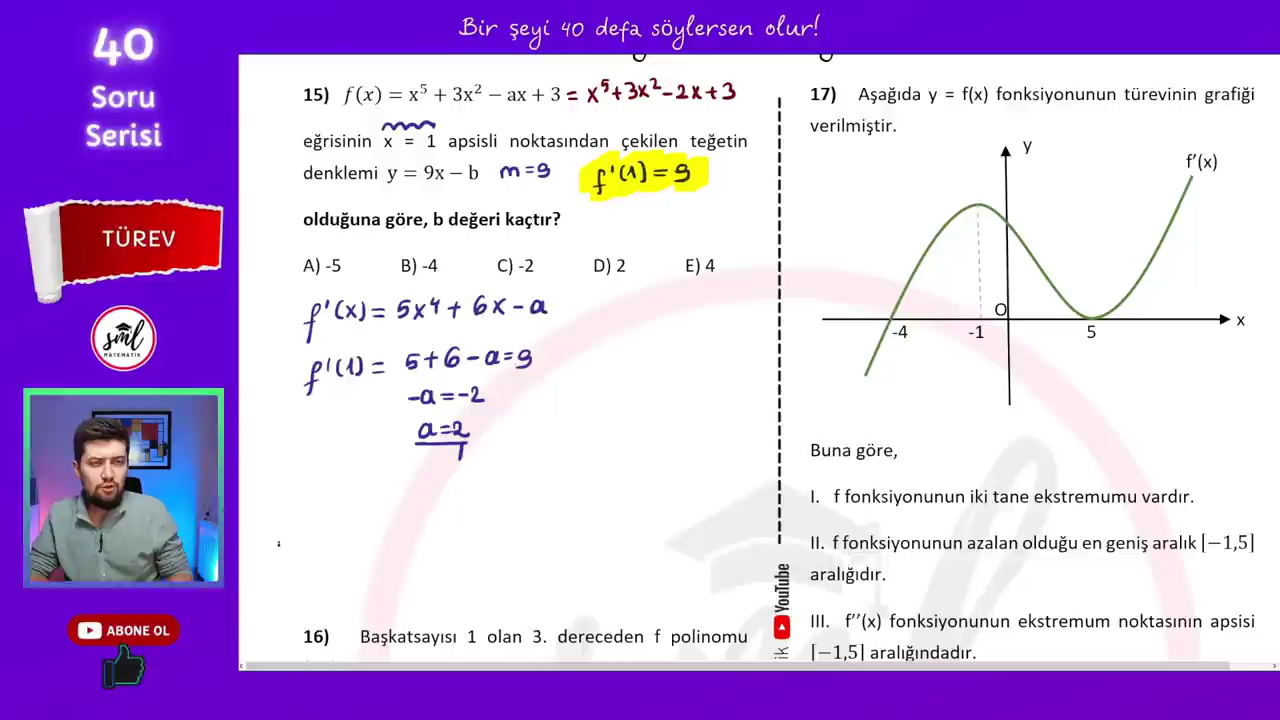 Bir şeyi 40 defa söylersen olur!
40
Soru
Serisi
TÜREV
sml
MATEMATİK
ABONE OL
15) f(x) = x⁵ + 3x² − ax + 3 = x⁵+3x²-2x+3
eğrisinin x = 1 apsisli noktasından çekilen teğetin
denklemi y = 9x − b m=9 f'(1)=9
olduğuna göre, b değeri kaçtır?
A) -5 B) -4 C) -2 D) 2 E) 4
f'(x)= 5x⁴+ 6x-a
f'(1)= 5+6-a=9
-a=-2
a=2
16) Başkatsayısı 1 olan 3. dereceden f polinomu
YouTube
17) Aşağıda y = f(x) fonksiyonunun türevinin grafiği
verilmiştir.
y
f'(x)
O
x
-4 -1 5
Buna göre,
I. f fonksiyonunun iki tane ekstremumu vardır.
II. f fonksiyonunun azalan olduğu en geniş aralık [−1,5]
aralığıdır.
III. f''(x) fonksiyonunun ekstremum noktasının apsisi
[−1,5] aralığındadır.